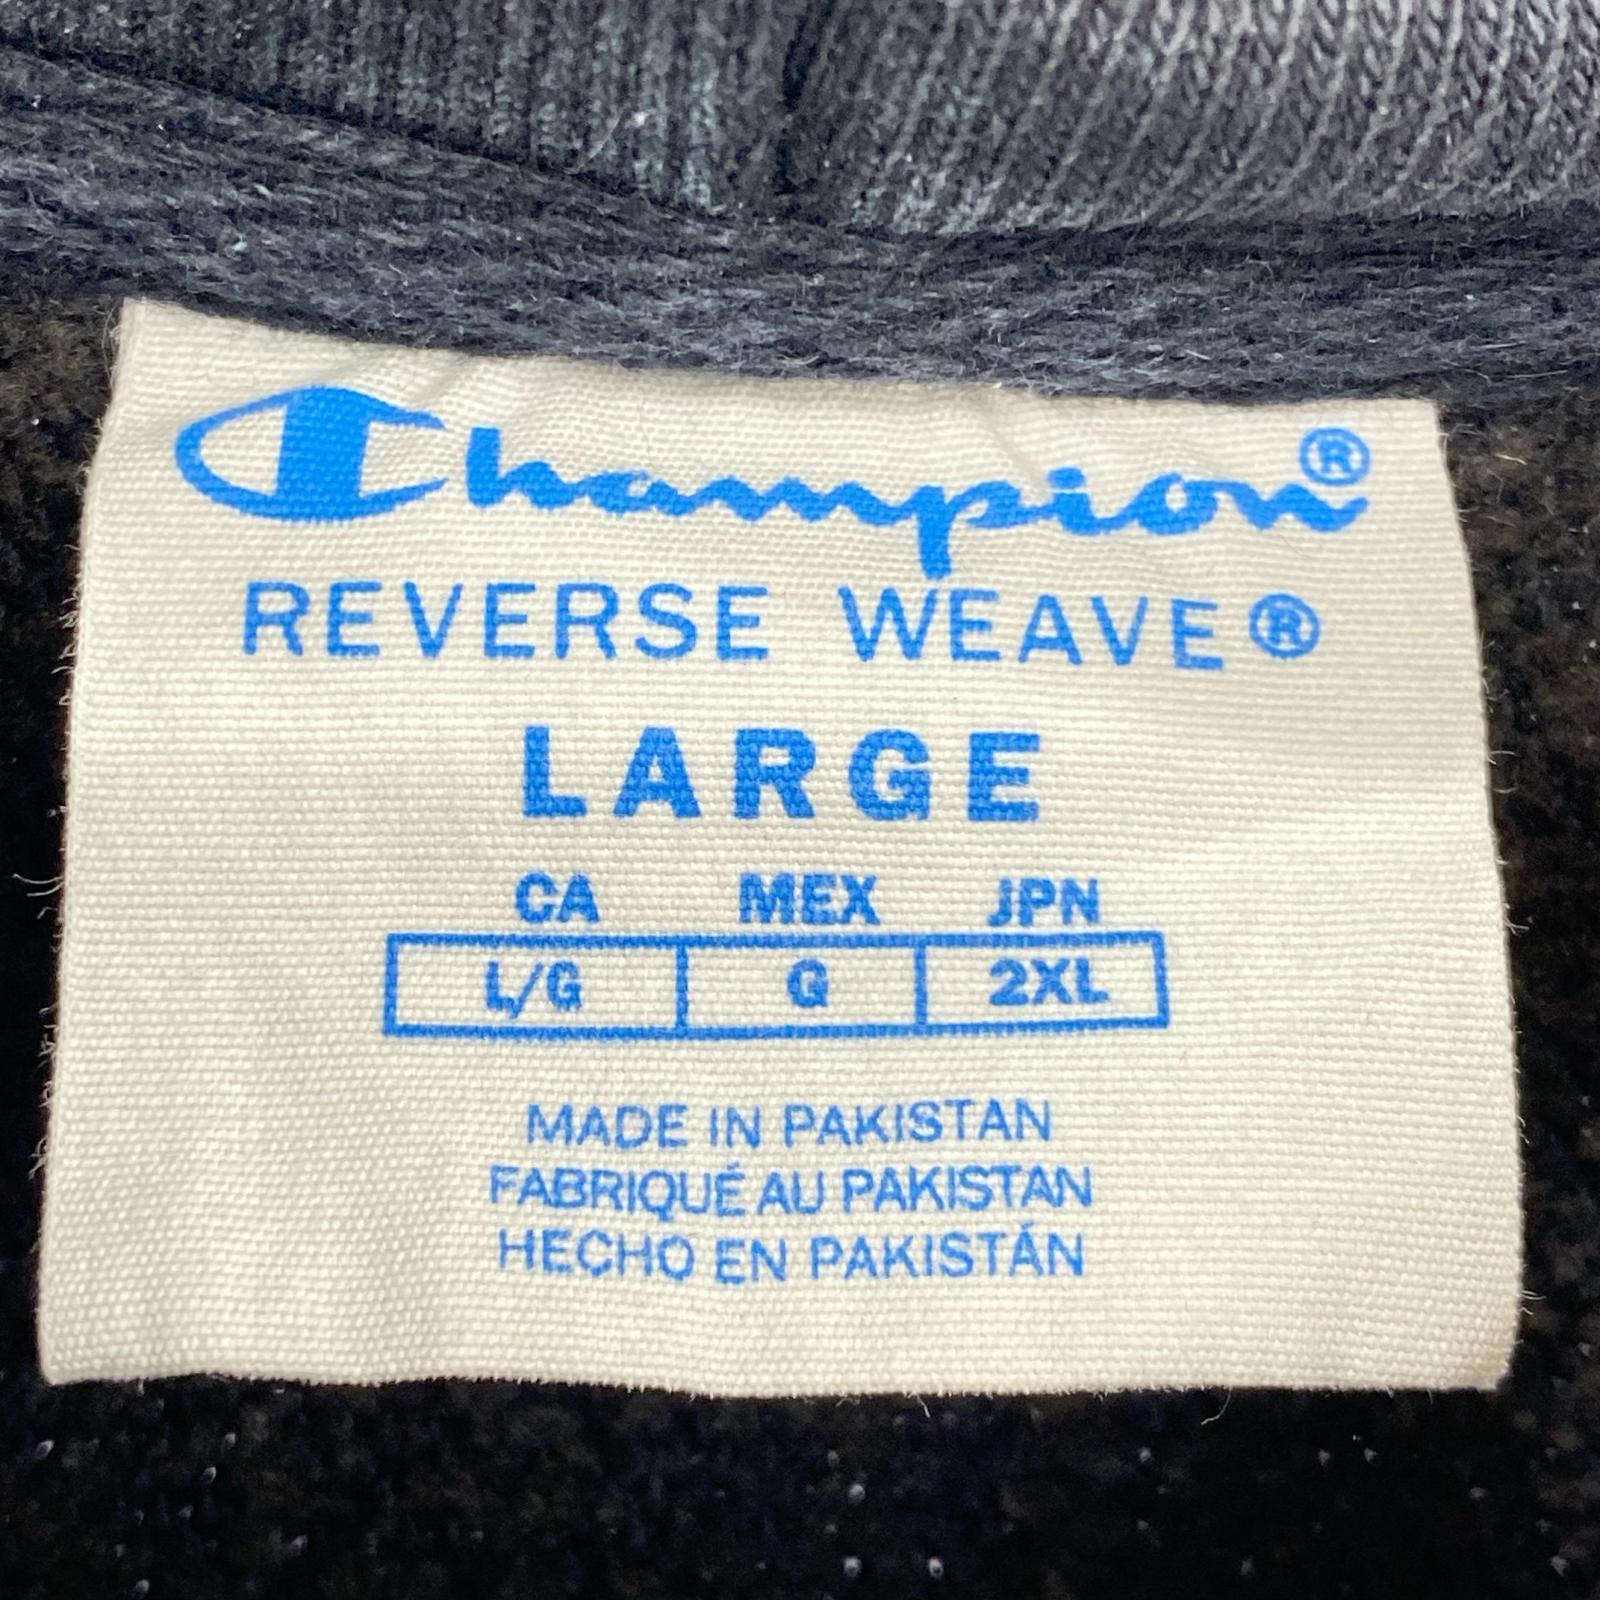 Champion®
REVERSE WEAVE®
LARGE
CA MEX JPN
L/G G 2XL
MADE IN PAKISTAN
FABRIQUÉ AU PAKISTAN
HECHO EN PAKISTÁN